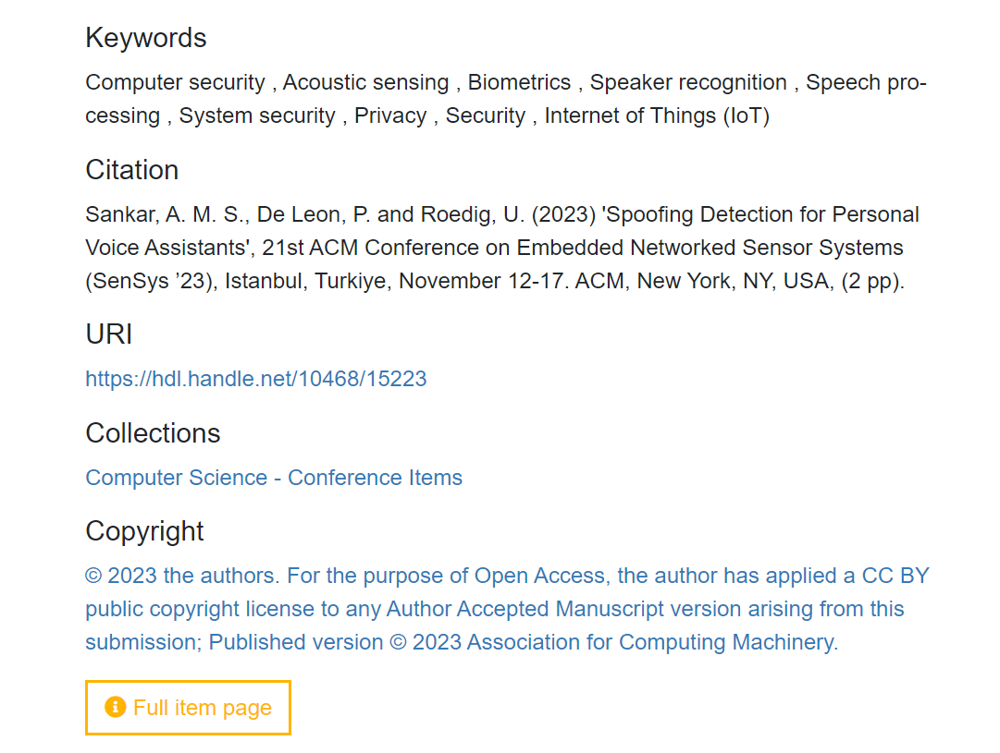 Keywords
Computer security , Acoustic sensing , Biometrics , Speaker recognition , Speech pro-
cessing , System security , Privacy , Security , Internet of Things (IoT)
Citation
Sankar, A. M. S., De Leon, P. and Roedig, U. (2023) 'Spoofing Detection for Personal
Voice Assistants', 21st ACM Conference on Embedded Networked Sensor Systems
(SenSys ’23), Istanbul, Turkiye, November 12-17. ACM, New York, NY, USA, (2 pp).
URI
https://hdl.handle.net/10468/15223
Collections
Computer Science - Conference Items
Copyright
© 2023 the authors. For the purpose of Open Access, the author has applied a CC BY
public copyright license to any Author Accepted Manuscript version arising from this
submission; Published version © 2023 Association for Computing Machinery.
Full item page